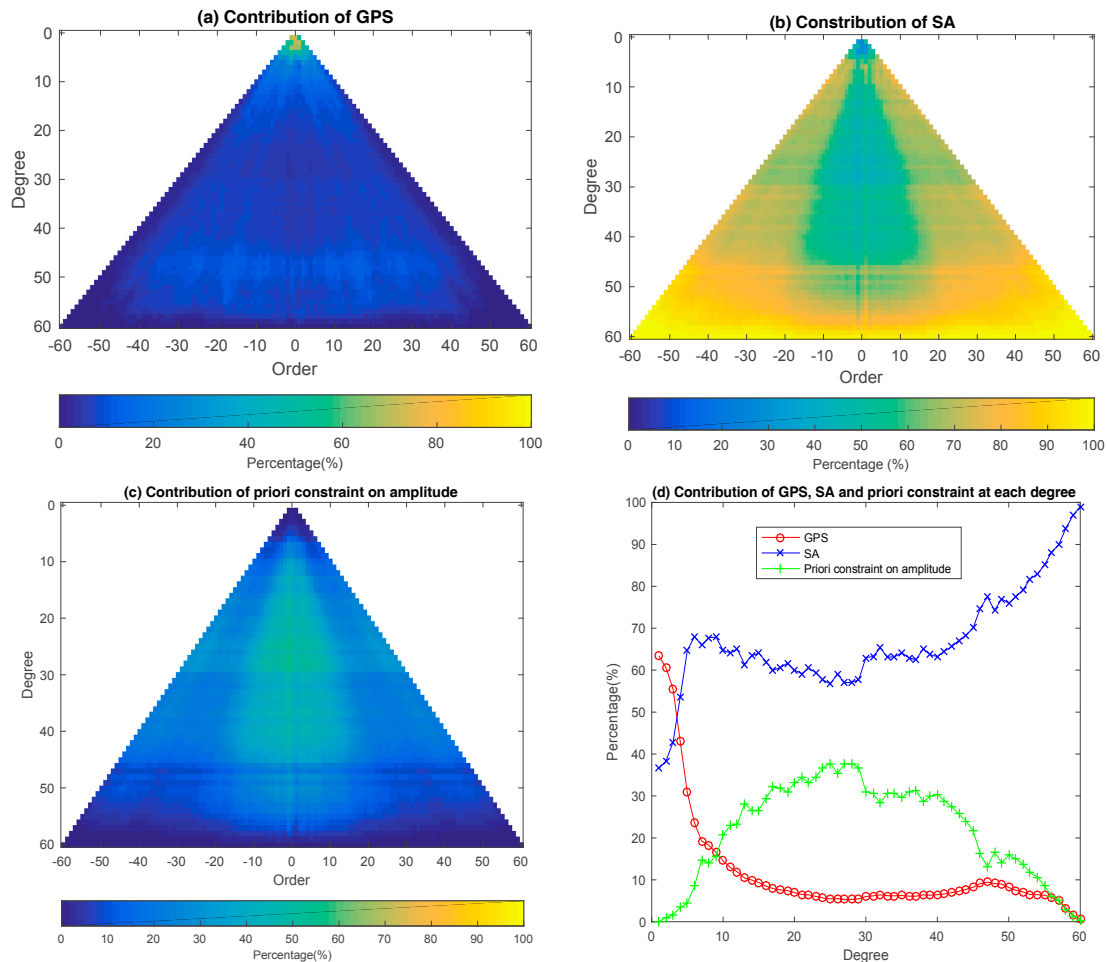 (a) Contribution of GPS
0
10
20
30
40
50
60
Degree
-60 -50 -40 -30 -20 -10 0 10 20 30 40 50 60
Order
0 20 40 60 80 100
Percentage(%)
(b) Constribution of SA
0
10
20
30
40
50
60
Degree
-60 -50 -40 -30 -20 -10 0 10 20 30 40 50 60
Order
0 10 20 30 40 50 60 70 80 90 100
Percentage (%)
(c) Contribution of priori constraint on amplitude
0
10
20
30
40
50
60
Degree
-60 -50 -40 -30 -20 -10 0 10 20 30 40 50 60
Order
0 10 20 30 40 50 60 70 80 90 100
Percentage(%)
(d) Contribution of GPS, SA and priori constraint at each degree
100
90
80
70
60
50
40
30
20
10
0
Percentage(%)
GPS
SA
Priori constraint on amplitude
0 10 20 30 40 50 60
Degree